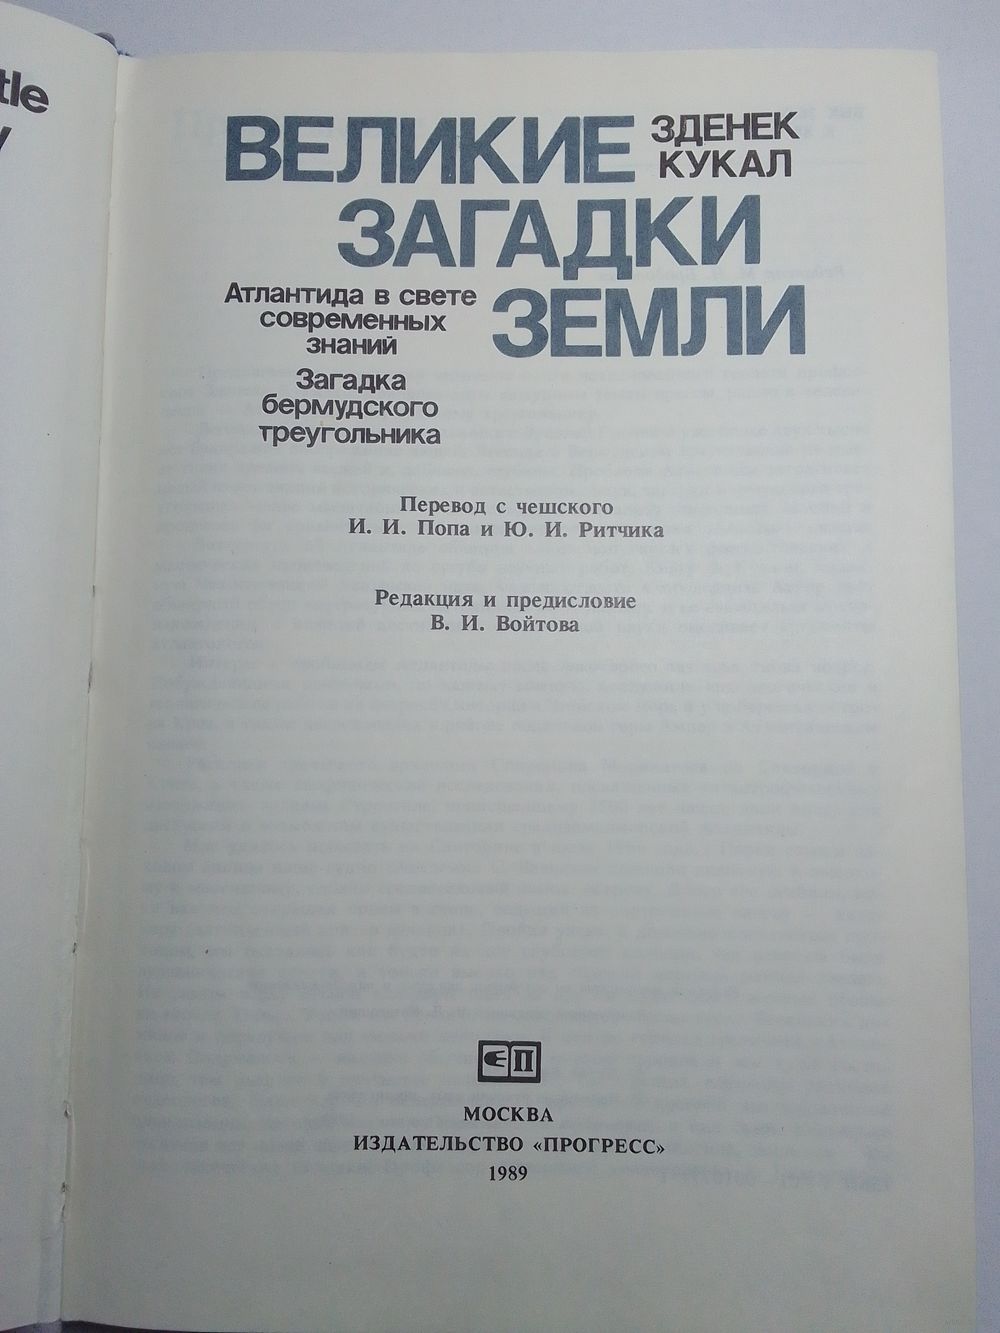 tle
ВЕЛИКИЕ
ЗАГАДКИ
ЗЕМЛИ
ЗДЕНЕК
КУКАЛ
Атлантида в свете
современных
знаний
Загадка
бермудского
треугольника
Перевод с чешского
И. И. Попа и Ю. И. Ритчика
Редакция и предисловие
В. И. Войтова
П
МОСКВА
ИЗДАТЕЛЬСТВО «ПРОГРЕСС»
1989